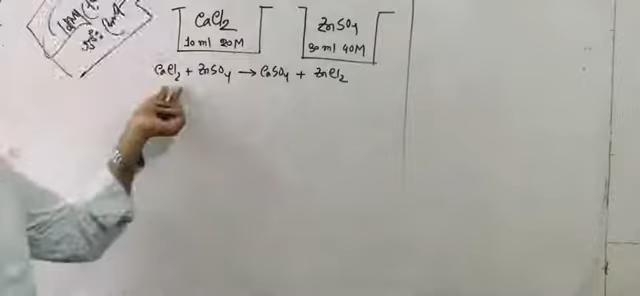 CaCl₂
10 ml 20M
ZnSO₄
30 ml 40M
CaCl₂ + ZnSO₄ → CaSO₄ + ZnCl₂